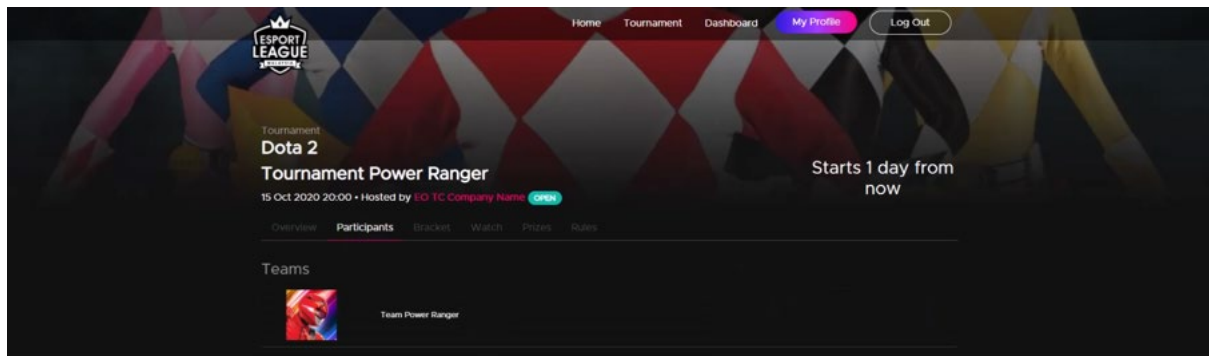 ESPORT
LEAGUE
MALAYSIA
Home Tournament Dashboard My Profile Log Out
Tournament
Dota 2
Tournament Power Ranger
15 Oct 2020 20:00 • Hosted by EO TC Company Name OPEN
Starts 1 day from
now
Overview Participants Bracket Watch Prizes Rules
Teams
Team Power Ranger